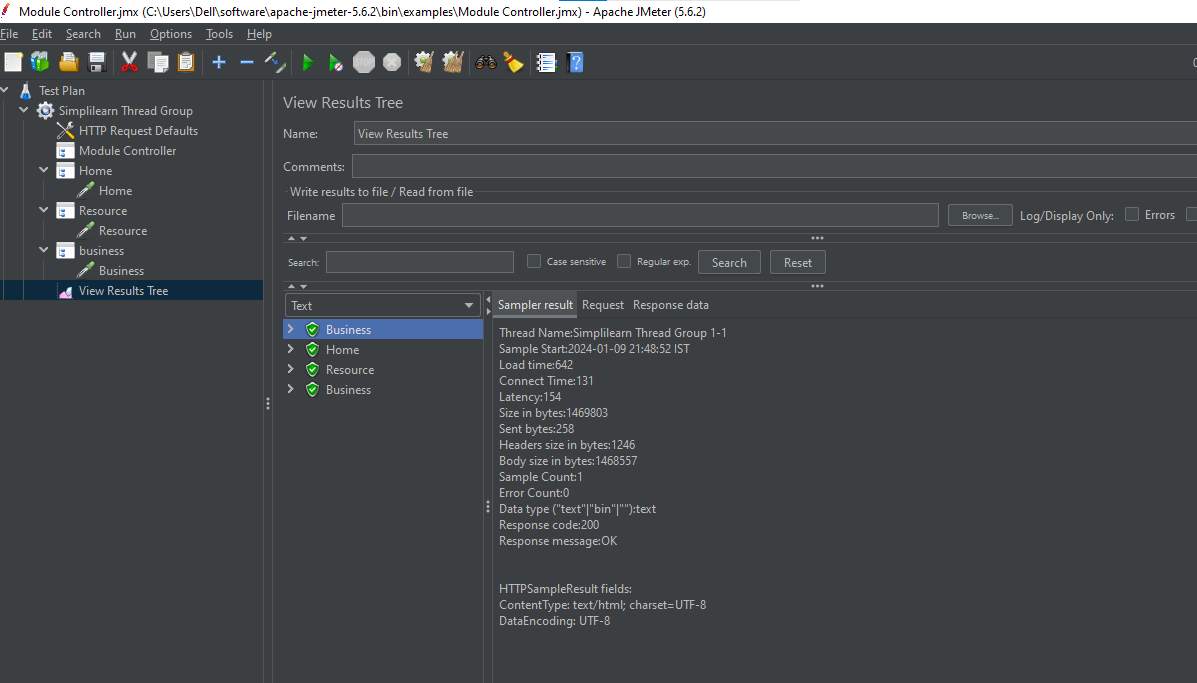 Module Controller.jmx (C:\Users\Dell\software\apache-jmeter-5.6.2\bin\examples\Module Controller.jmx) - Apache JMeter (5.6.2)
File Edit Search Run Options Tools Help
STOP
Test Plan
Simplilearn Thread Group
HTTP Request Defaults
Module Controller
Home
Home
Resource
Resource
business
Business
View Results Tree
View Results Tree
Name: View Results Tree
Comments:
Write results to file / Read from file
Filename Browse... Log/Display Only: Errors
Search: Case sensitive Regular exp. Search Reset
Text
Business
Home
Resource
Business
Sampler result Request Response data
Thread Name:Simplilearn Thread Group 1-1
Sample Start:2024-01-09 21:48:52 IST
Load time:642
Connect Time:131
Latency:154
Size in bytes:1469803
Sent bytes:258
Headers size in bytes:1246
Body size in bytes:1468557
Sample Count:1
Error Count:0
Data type ("text"|"bin"|""):text
Response code:200
Response message:OK
HTTPSampleResult fields:
ContentType: text/html; charset=UTF-8
DataEncoding: UTF-8